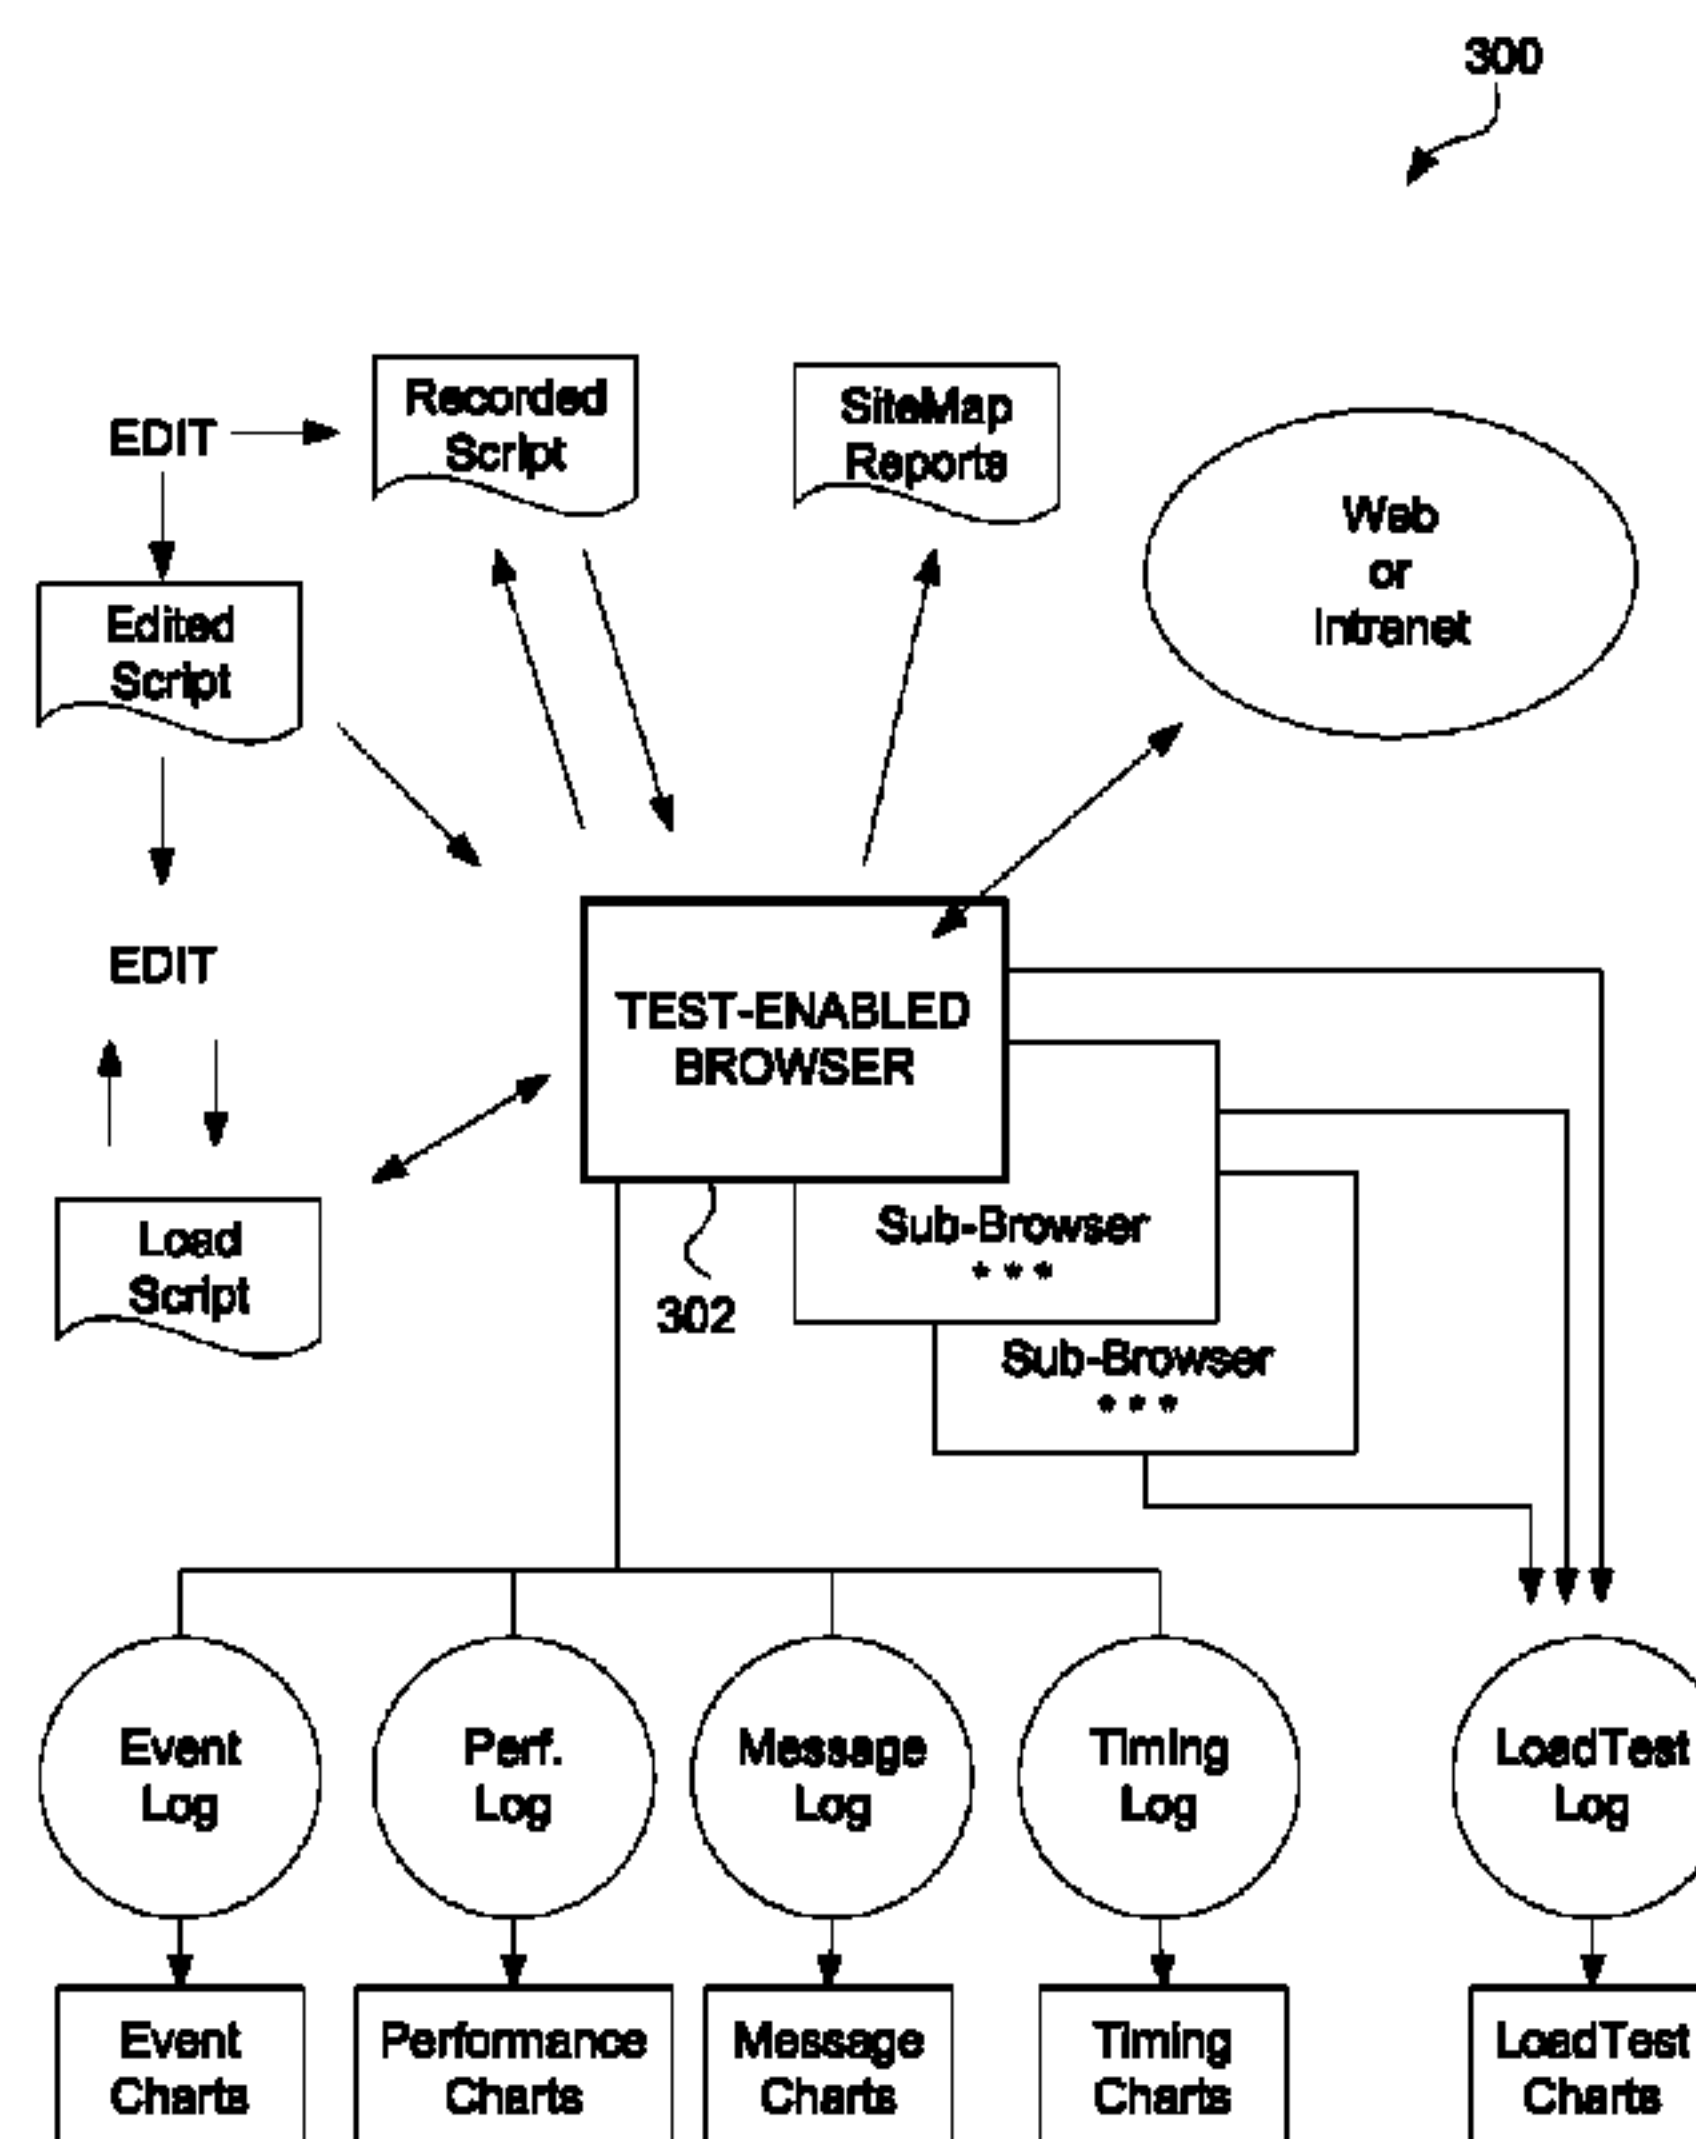 300
EDIT
Recorded
Script
SiteMap
Reports
Web
or
Intranet
Edited
Script
EDIT
TEST-ENABLED
BROWSER
Load
Script
Sub-Browser
•••
302
Sub-Browser
•••
Event
Log
Perf.
Log
Message
Log
Timing
Log
LoadTest
Log
Event
Charts
Performance
Charts
Message
Charts
Timing
Charts
LoadTest
Charts